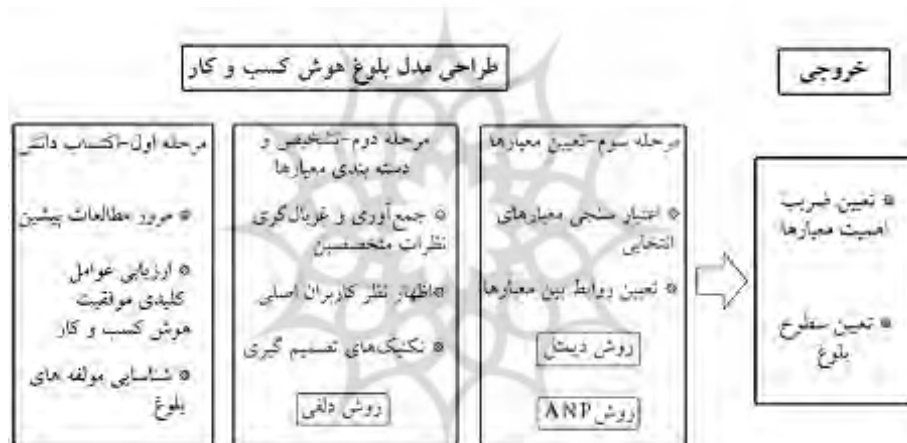 طراحی مدل بلوغ هوش کسب و کار
خروجی
مرحله اول-اکتساب دانش
مرور مطالعات پیشین
ارزیابی عوامل
کلیدی موفقیت
هوش کسب و کار
شناسایی مولفه های
بلوغ
مرحله دوم-تشخیص و
دسته بندی معیارها
جمع‌آوری و غربال‌گری
نظرات متخصصین
اظهار نظر کاربران اصلی
تکنیک‌های تصمیم گیری
روش دلفی
مرحله سوم-تعیین معیارها
اعتبار سنجی معیارهای
انتخابی
تعیین روابط بین معیارها
روش دیمتل
روش ANP
تعیین ضریب
اهمیت معیارها
تعیین سطوح
بلوغ